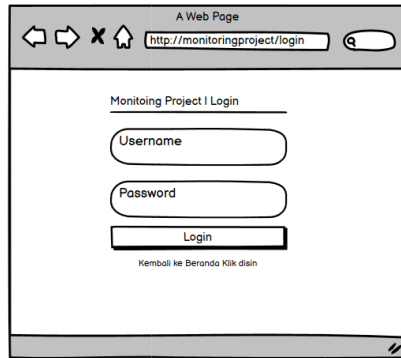 A Web Page
http://monitoringproject/login
Monitoing Project | Login
Username
Password
Login
Kembali ke Beranda Klik disin